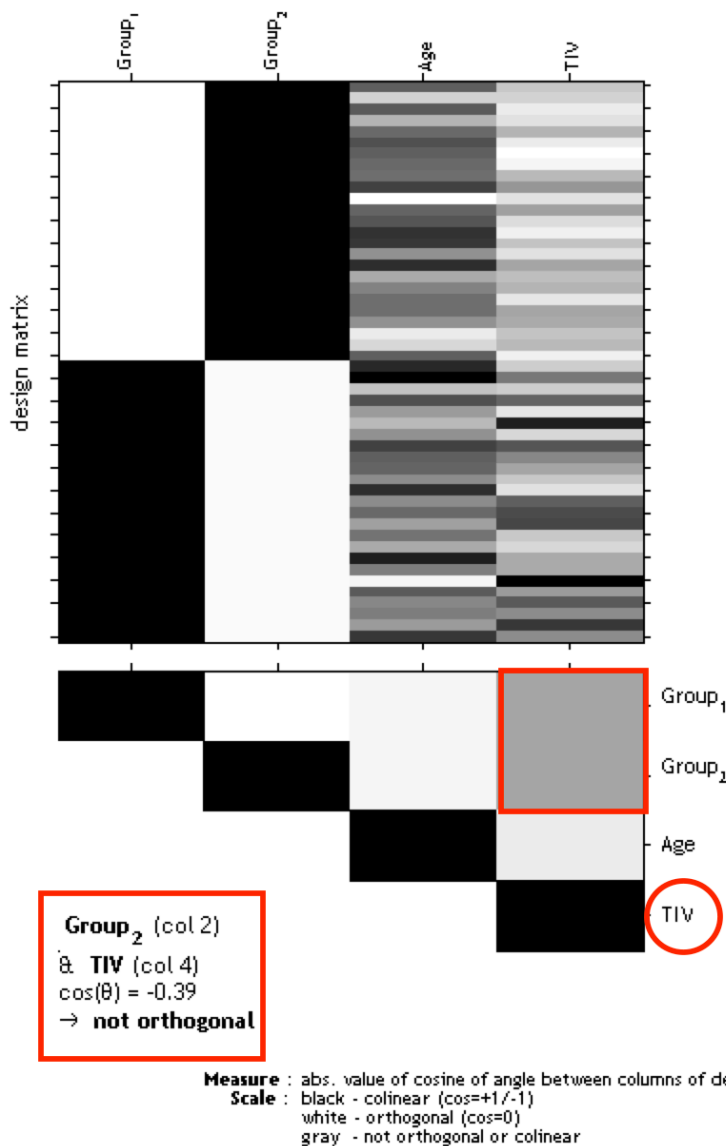 Group₁
Group₂
Age
TIV
design matrix
Group₁
Group₂
Age
TIV
Group₂ (col 2)
& TIV (col 4)
cos(θ) = -0.39
→ not orthogonal
Measure : abs. value of cosine of angle between columns of de
Scale : black - colinear (cos=+1/-1)
white - orthogonal (cos=0)
gray - not orthogonal or colinear